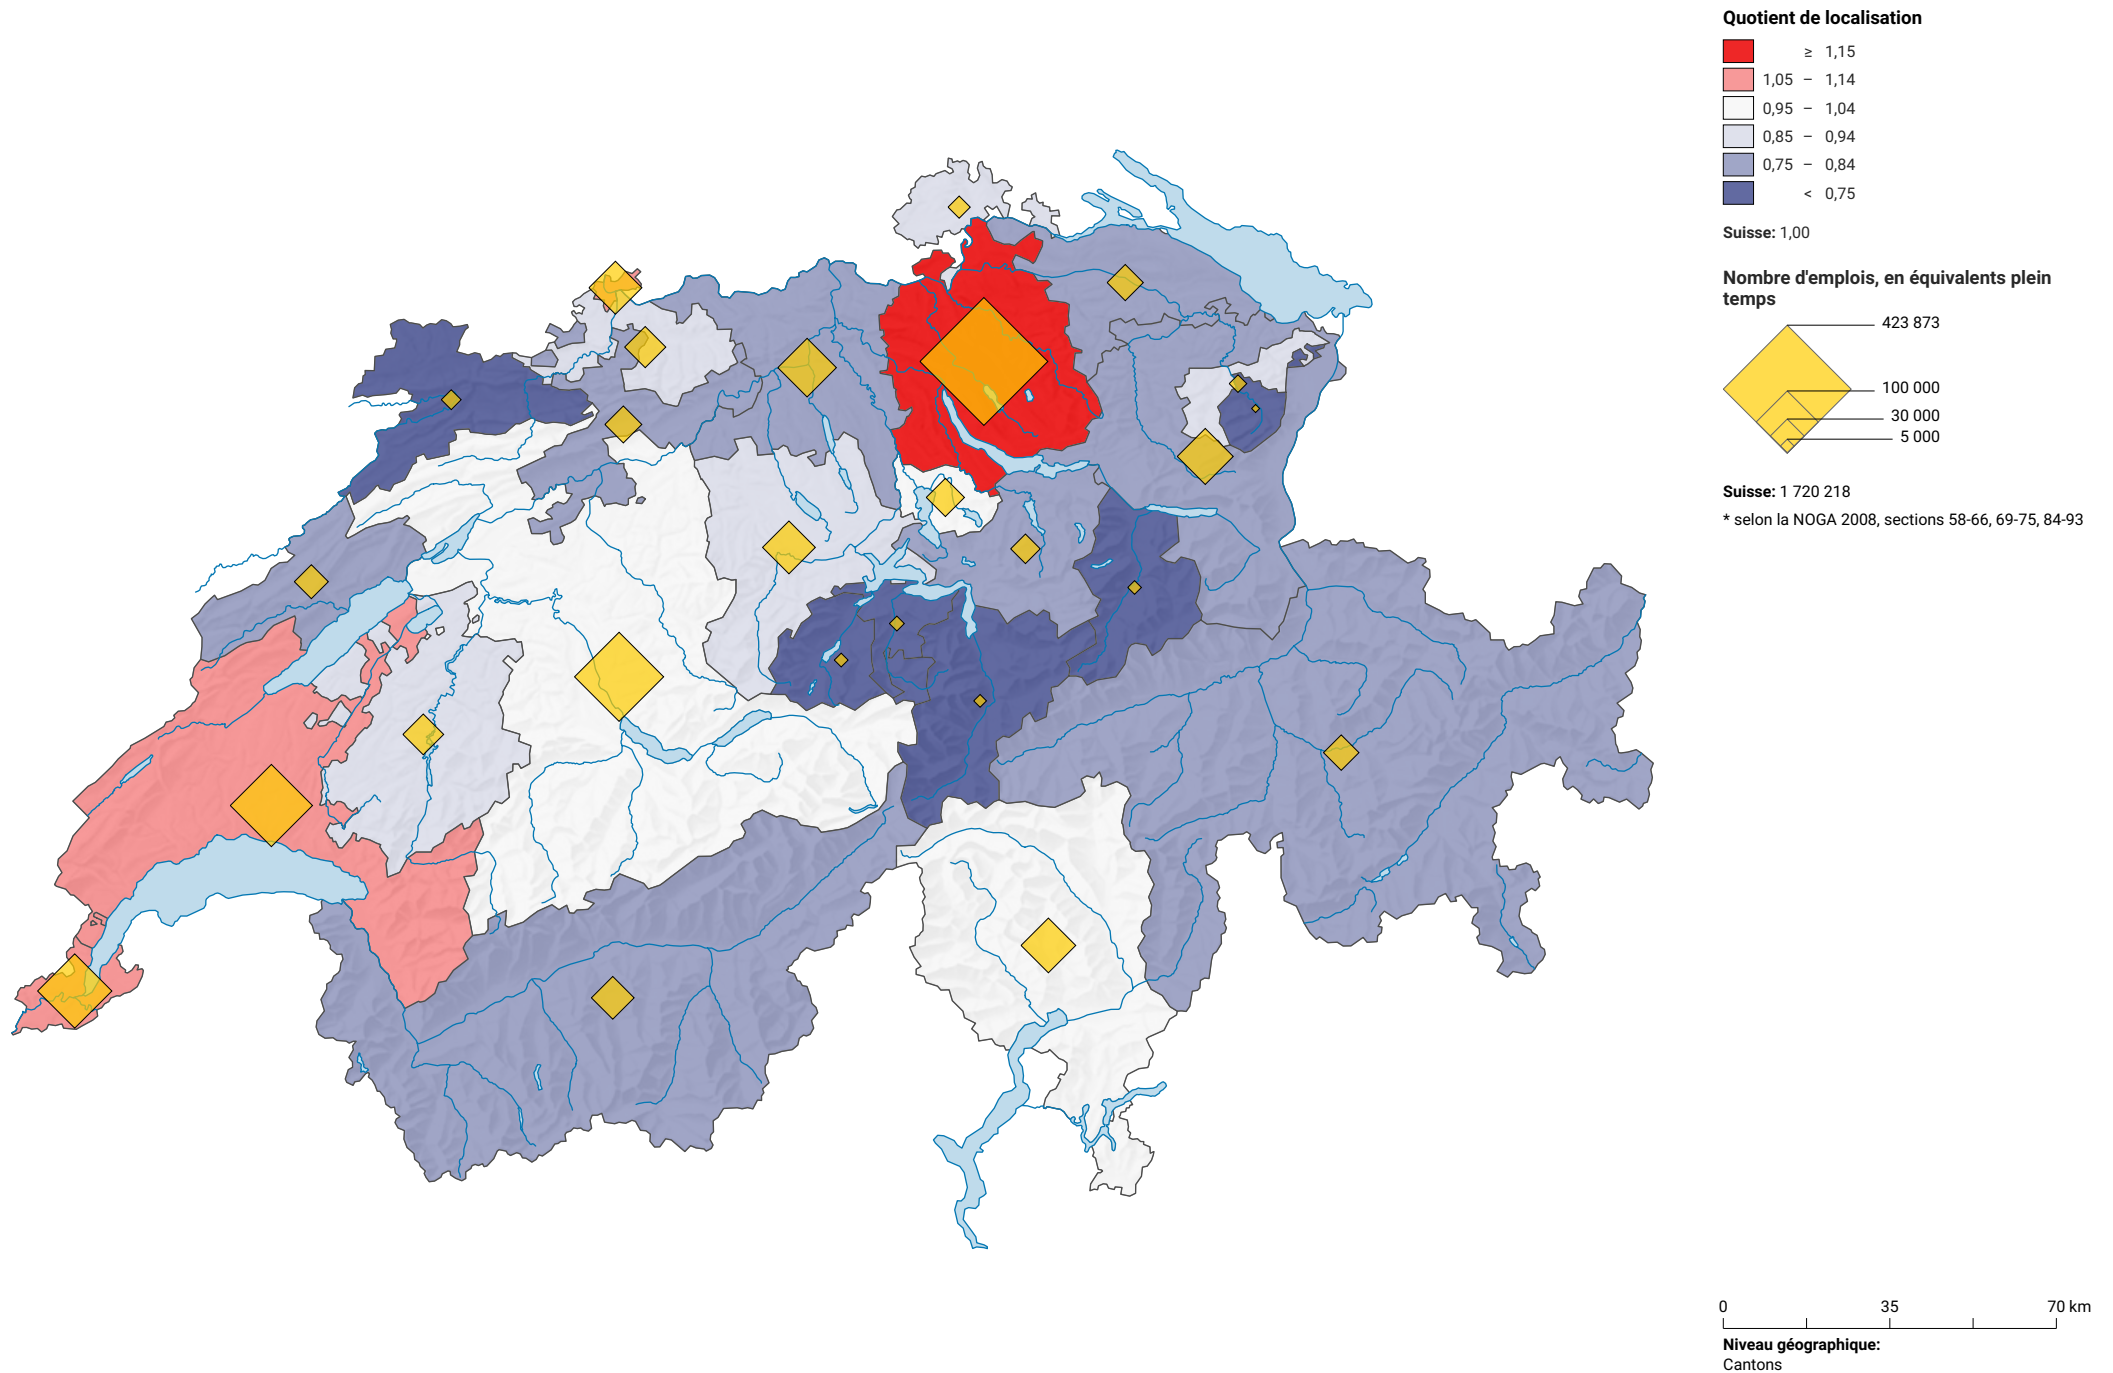 Quotient de localisation
≥ 1,15
1,05 – 1,14
0,95 – 1,04
0,85 – 0,94
0,75 – 0,84
< 0,75
Suisse: 1,00
Nombre d'emplois, en équivalents plein
temps
423 873
100 000
30 000
5 000
Suisse: 1 720 218
* selon la NOGA 2008, sections 58-66, 69-75, 84-93
0 35 70 km
Niveau géographique:
Cantons